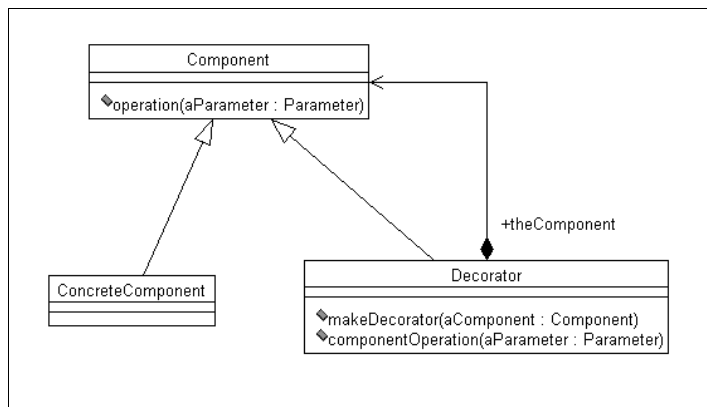 Component
operation(aParameter : Parameter)
+theComponent
ConcreteComponent
Decorator
makeDecorator(aComponent : Component)
componentOperation(aParameter : Parameter)